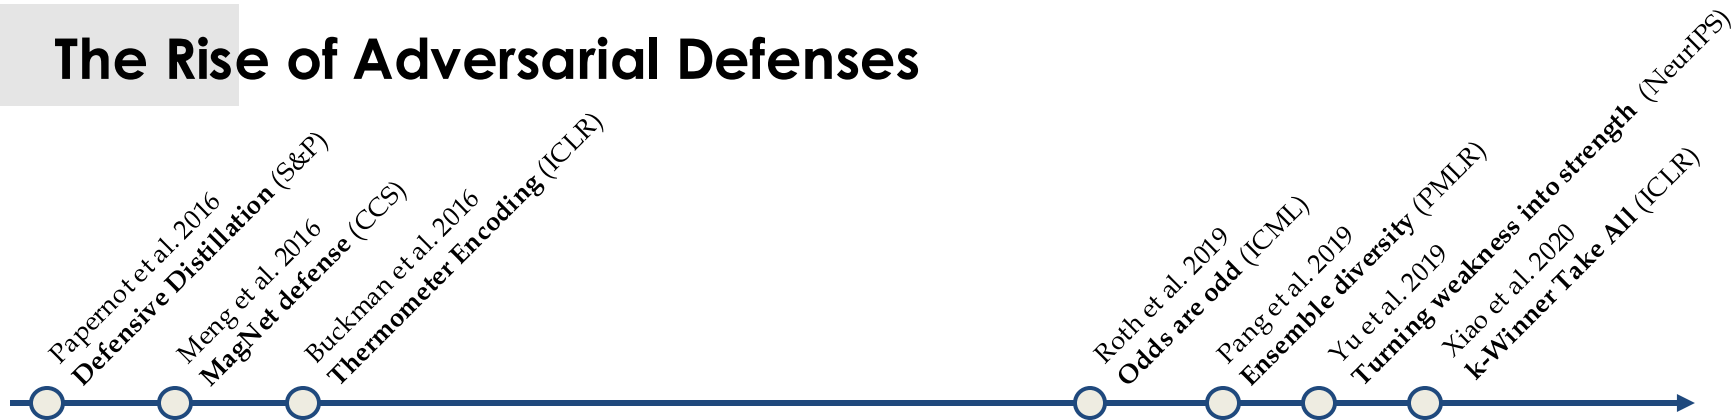 The Rise of Adversarial Defenses
Papernot et al. 2016
Defensive Distillation (S&P)
Meng et al. 2016
MagNet defense (CCS)
Buckman et al. 2016
Thermometer Encoding (ICLR)
Roth et al. 2019
Odds are odd (ICML)
Pang et al. 2019
Ensemble diversity (PMLR)
Yu et al. 2019
Turning weakness into strength (NeurIPS)
Xiao et al. 2020
k-Winner Take All (ICLR)